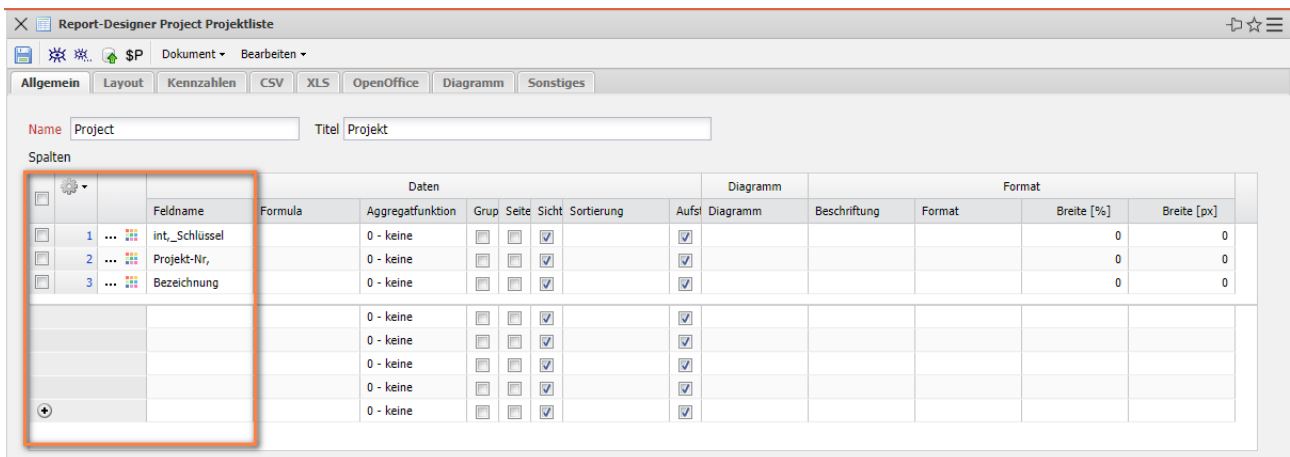 Report-Designer Project Projektliste
$P Dokument Bearbeiten
Allgemein Layout Kennzahlen CSV XLS OpenOffice Diagramm Sonstiges
Name Project Titel Projekt
Spalten
Daten Diagramm Format
Feldname Formula Aggregatfunktion Grup Seite Sicht Sortierung Aufst Diagramm Beschriftung Format Breite [%] Breite [px]
1 ... int,_Schlüssel 0 - keine 0 0
2 ... Projekt-Nr, 0 - keine 0 0
3 ... Bezeichnung 0 - keine 0 0
0 - keine
0 - keine
0 - keine
0 - keine
0 - keine